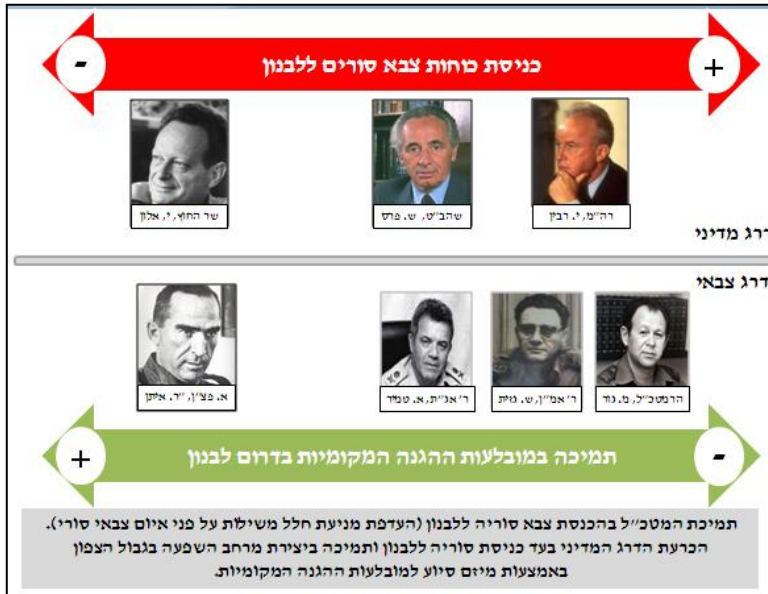 כניסת כוחות צבא סורים ללבנון
- +
שר החוץ, י. אלון
שהב"ט, ש. פרס
רה"מ, י. רבין
דרג מדיני
דרג צבאי
א. פצ"ן, ר. איתן
ר' אג"ת, א. טמיר
ר' אמ"ן, ש. גזית
הרמטכ"ל, מ. גור
+ -
תמיכה במובלעות ההגנה המקומיות בדרום לבנון
תמיכת המטכ"ל בהכנסת צבא סוריה ללבנון (העדפת מניעת חלל משילות על פני איום צבאי סורי).
הכרעת הדרג המדיני בעד כניסת סוריה ללבנון ותמיכה ביצירת מרחב השפעה בגבול הצפון
באמצעות מיזם סיוע למובלעות ההגנה המקומיות.